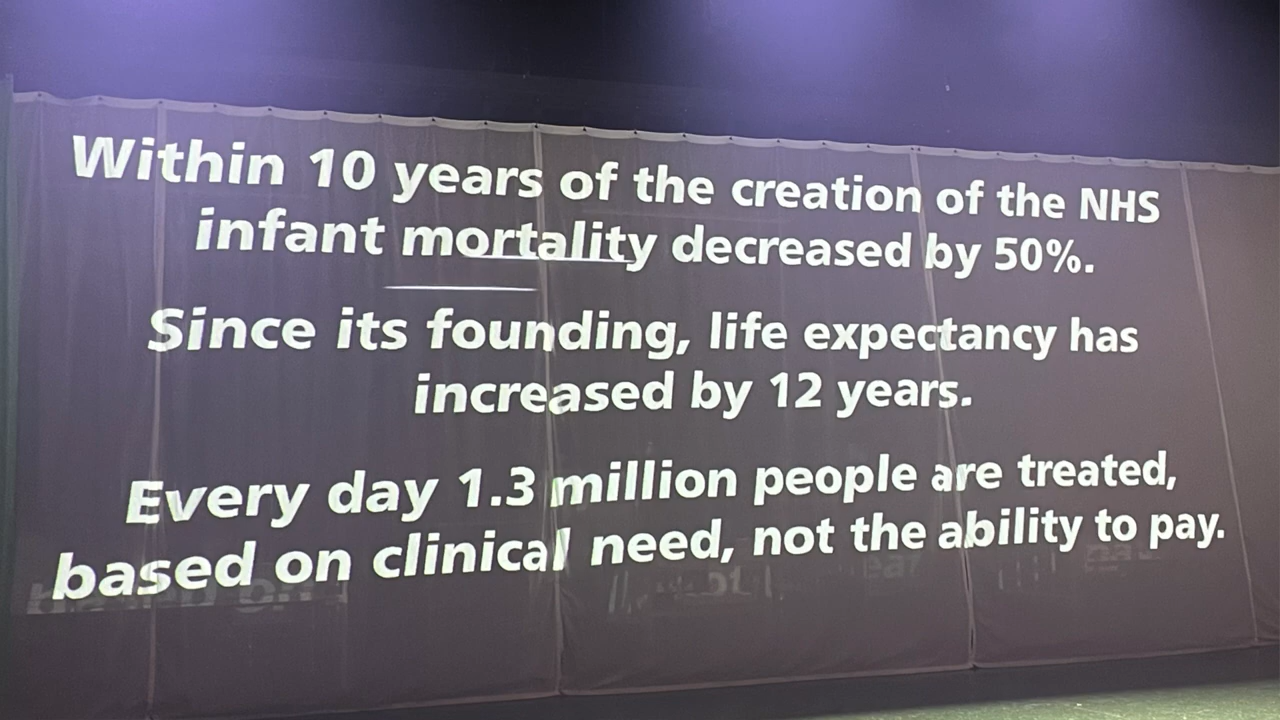 Within 10 years of the creation of the NHS
infant mortality decreased by 50%.
Since its founding, life expectancy has
increased by 12 years.
Every day 1.3 million people are treated,
based on clinical need, not the ability to pay.